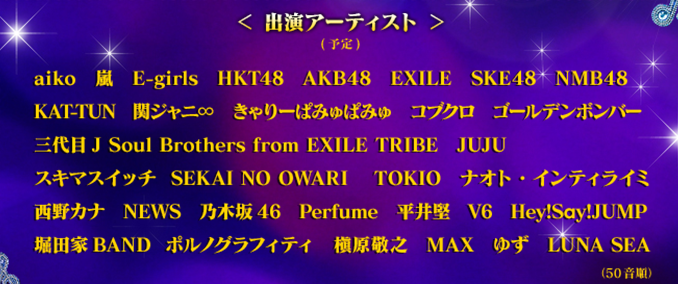 ＜ 出演アーティスト ＞
(予定)
aiko 嵐 E-girls HKT48 AKB48 EXILE SKE48 NMB48
KAT-TUN 関ジャニ∞ きゃりーぱみゅぱみゅ コブクロ ゴールデンボンバー
三代目 J Soul Brothers from EXILE TRIBE JUJU
スキマスイッチ SEKAI NO OWARI TOKIO ナオト・インティライミ
西野カナ NEWS 乃木坂46 Perfume 平井堅 V6 Hey!Say!JUMP
堀田家BAND ポルノグラフィティ 槇原敬之 MAX ゆず LUNA SEA
(50音順)